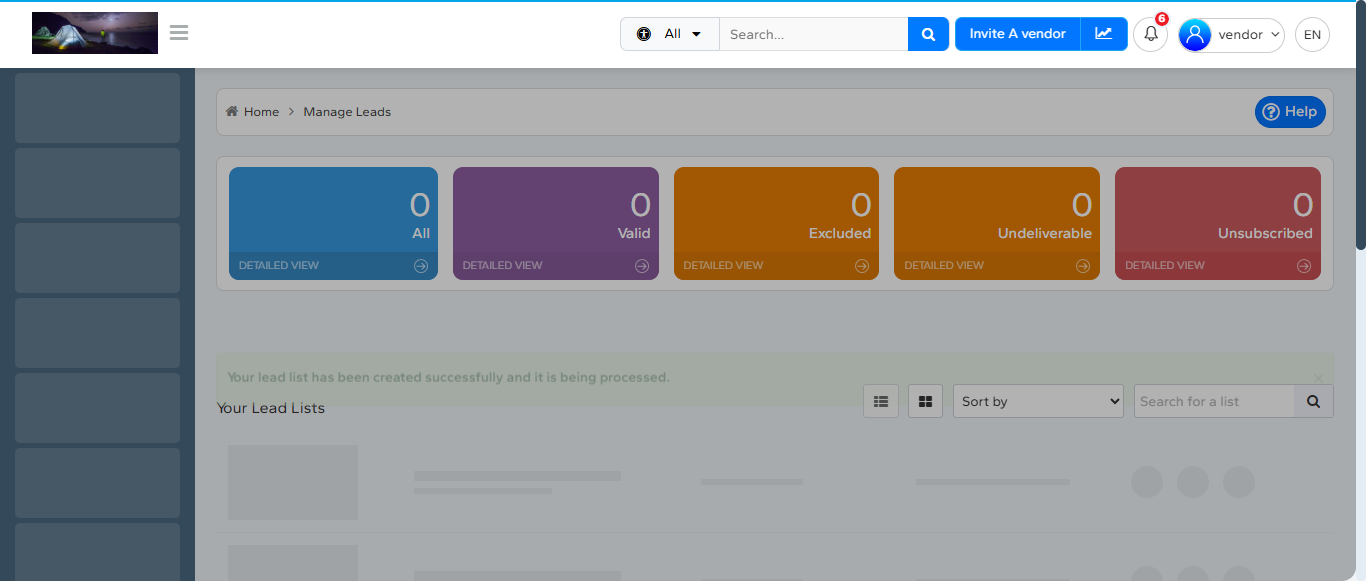 All
Search...
Invite A vendor
6
vendor
EN
Home > Manage Leads
Help
0
All
DETAILED VIEW
0
Valid
DETAILED VIEW
0
Excluded
DETAILED VIEW
0
Undeliverable
DETAILED VIEW
0
Unsubscribed
DETAILED VIEW
Your lead list has been created successfully and it is being processed.
Your Lead Lists
Sort by
Search for a list